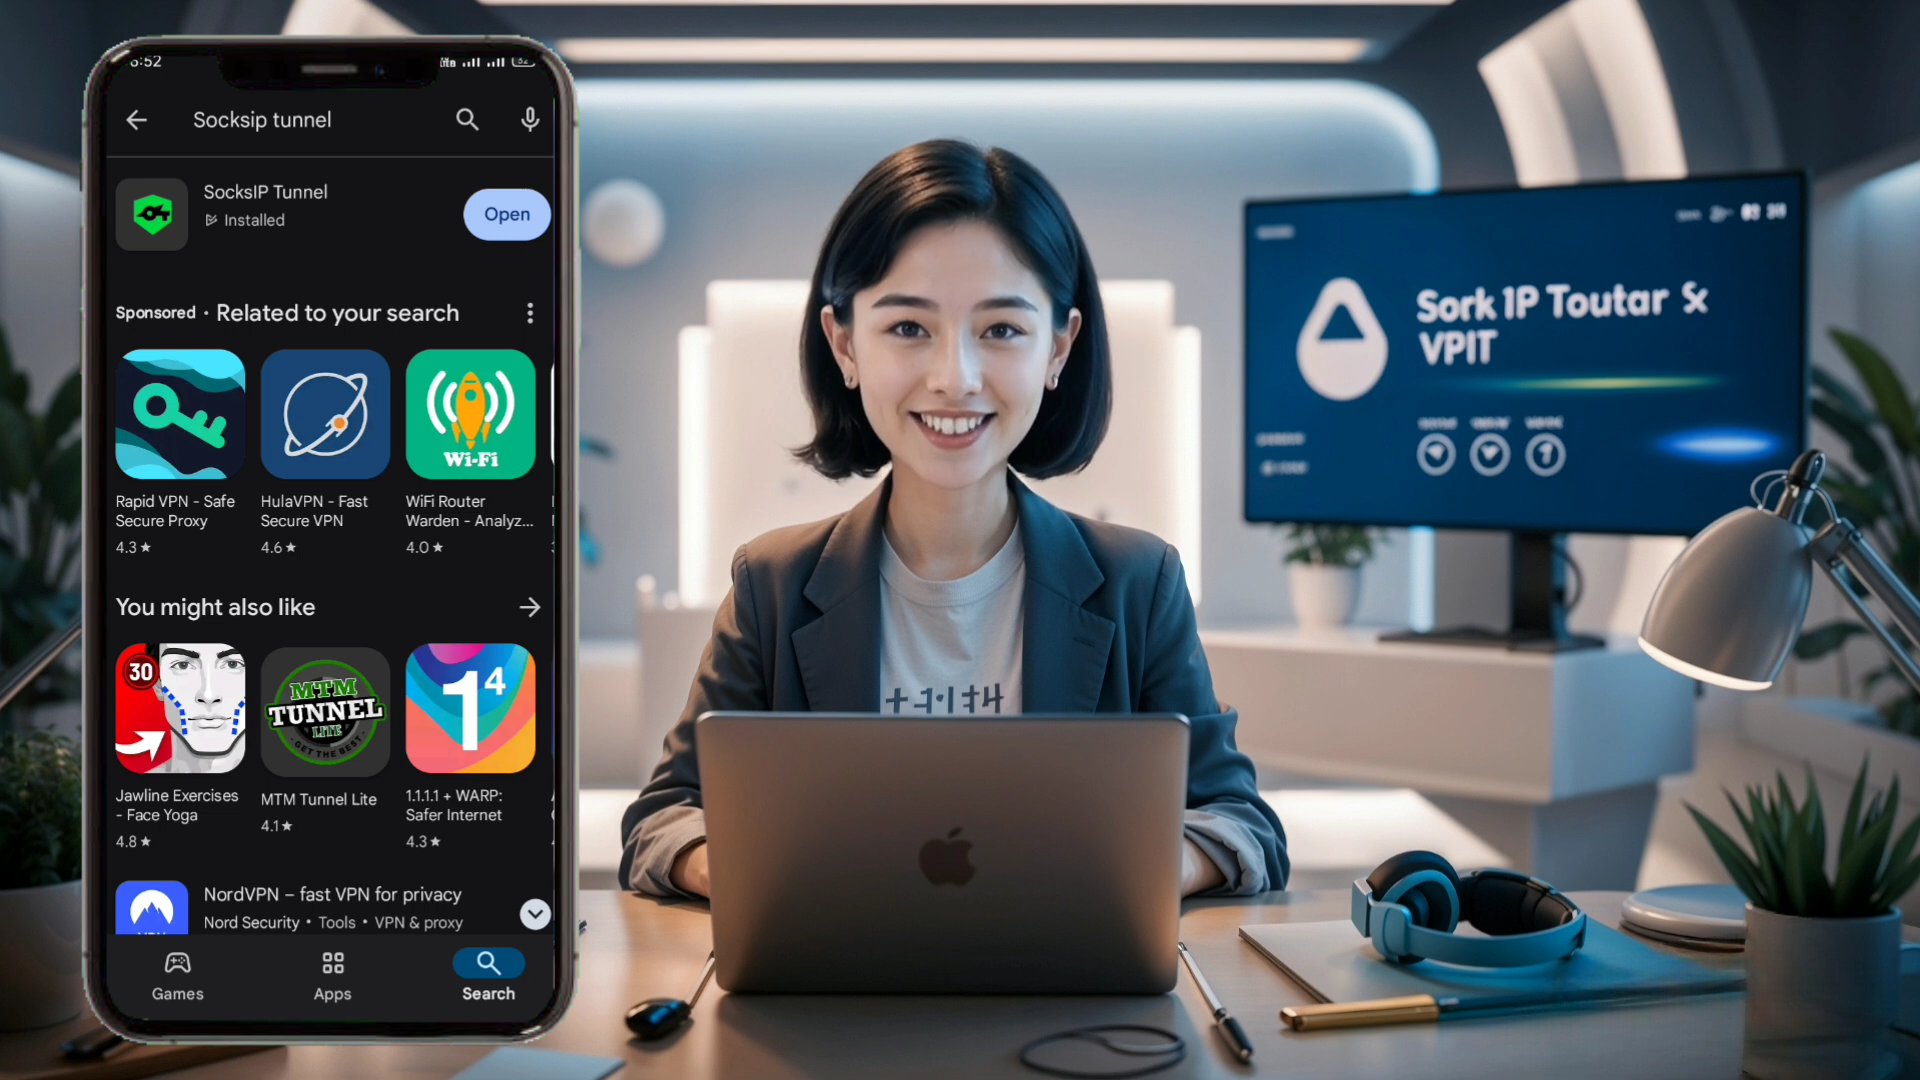 6:52
Socksip tunnel
SocksIP Tunnel
Installed
Open
Sponsored · Related to your search
Wi-Fi
Rapid VPN - Safe
Secure Proxy
4.3★
HulaVPN - Fast
Secure VPN
4.6★
WiFi Router
Warden - Analyz...
4.0★
You might also like
30
MTM
TUNNEL
LITE
- GET THE BEST -
1⁴
Jawline Exercises
- Face Yoga
4.8★
MTM Tunnel Lite
4.1★
1.1.1.1 + WARP:
Safer Internet
4.3★
NordVPN – fast VPN for privacy
Nord Security • Tools • VPN & proxy
Games
Apps
Search
Sork 1P Toutar &
VPIT